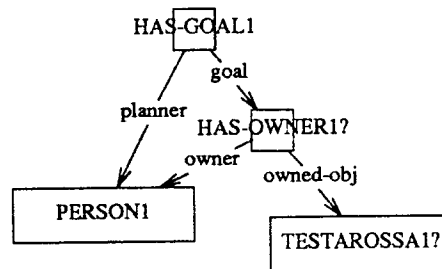 HAS-GOAL1
goal
planner
HAS-OWNER1?
owner
owned-obj
PERSON1
TESTAROSSA1?